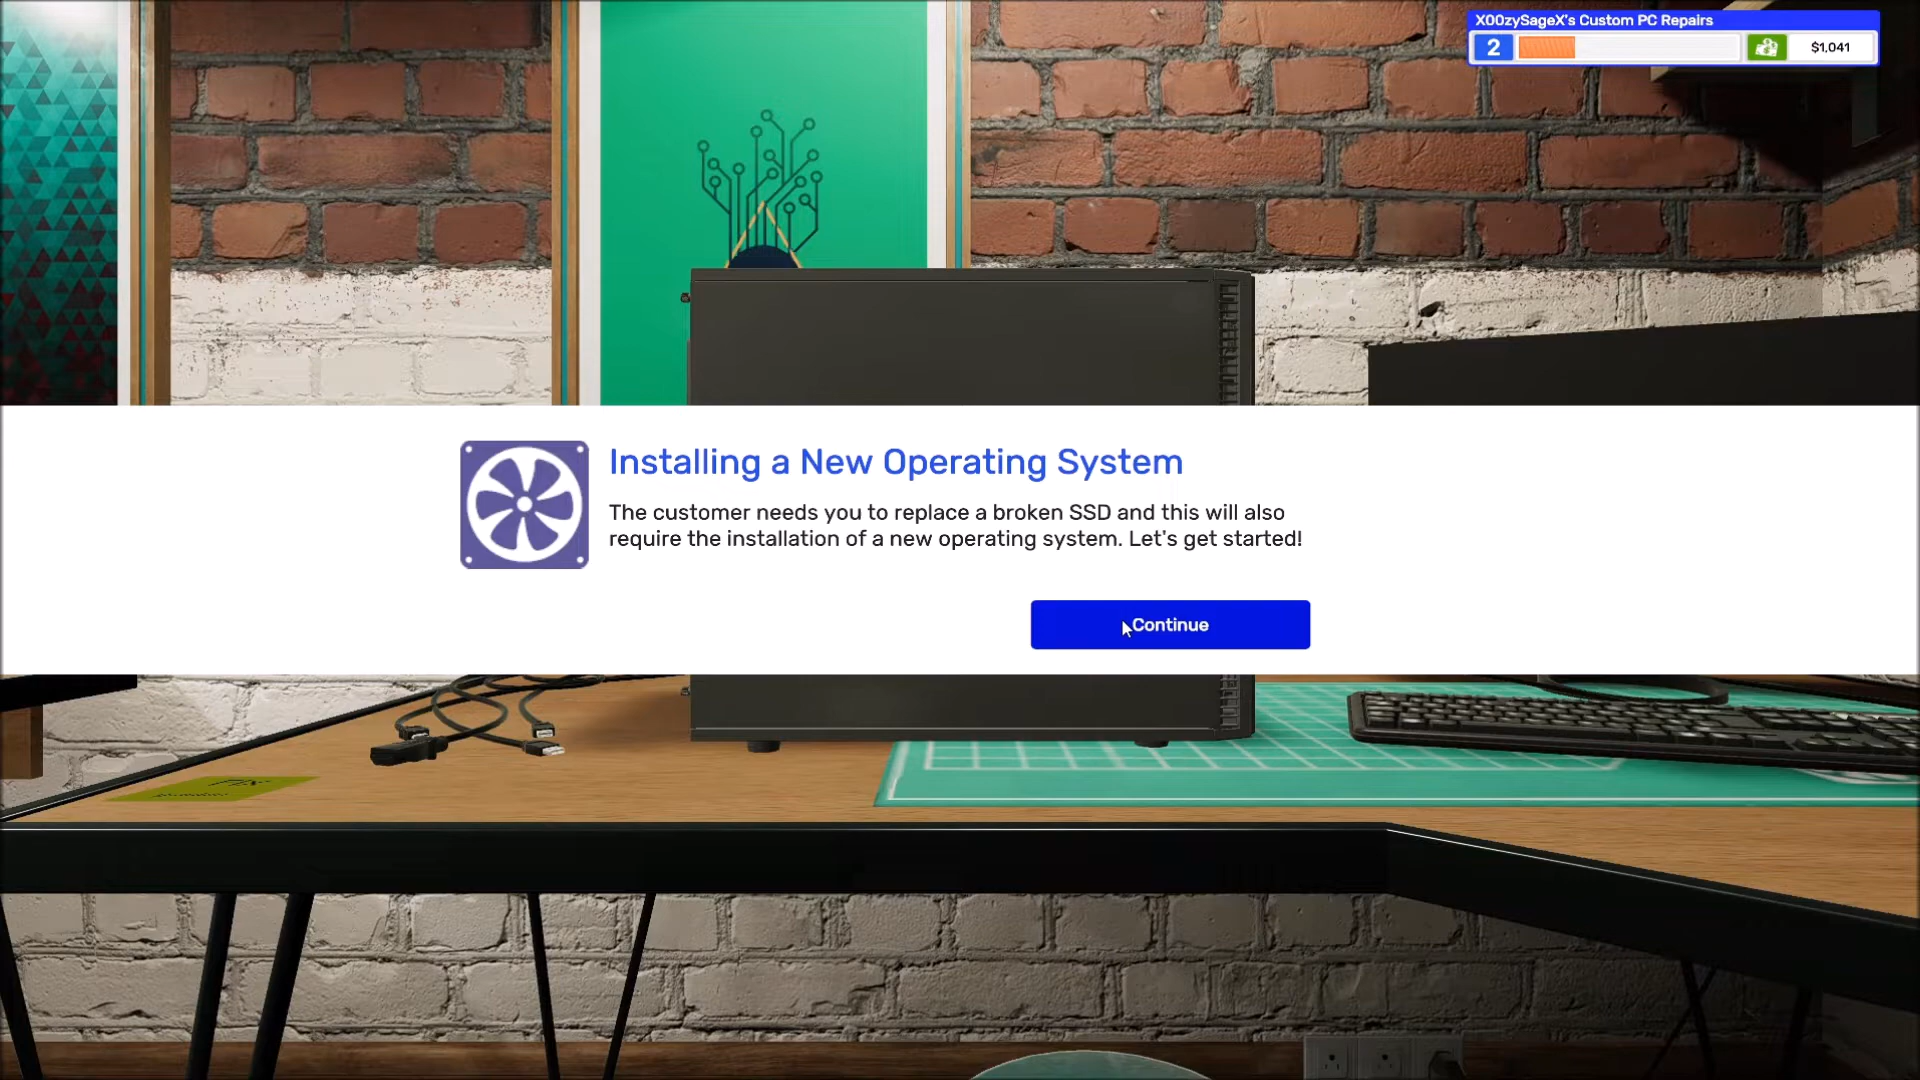 X00zySageX's Custom PC Repairs
2
$1,041
Installing a New Operating System
The customer needs you to replace a broken SSD and this will also
require the installation of a new operating system. Let's get started!
Continue